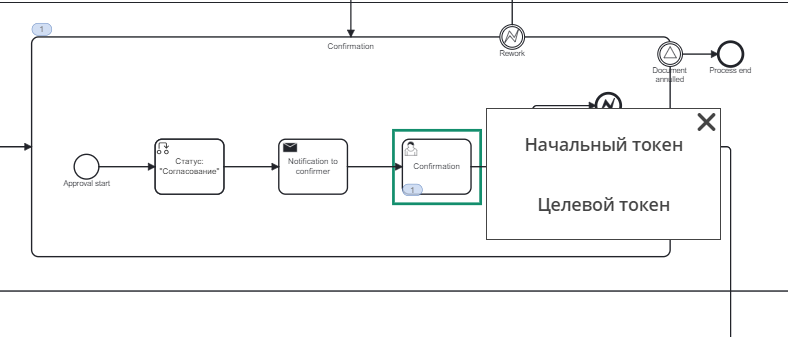 1
Confirmation
Rework
Document
annulled
Process end
Approval start
Статус:
"Согласование"
Notification to
confirmer
Confirmation
1
Начальный токен
Целевой токен